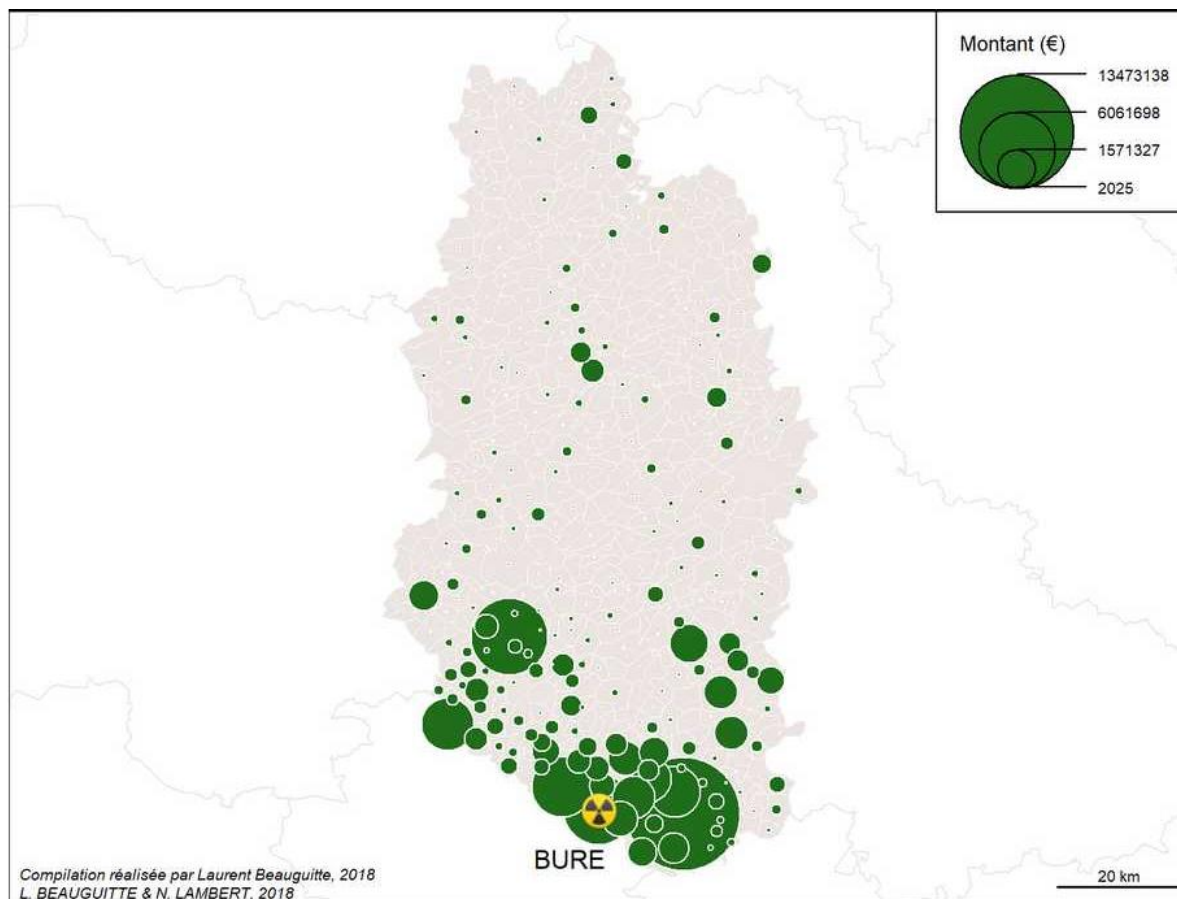 Montant (€)
13473138
6061698
1571327
2025
BURE
Compilation réalisée par Laurent Beauguitte, 2018
L. BEAUGUITTE & N. LAMBERT, 2018
20 km